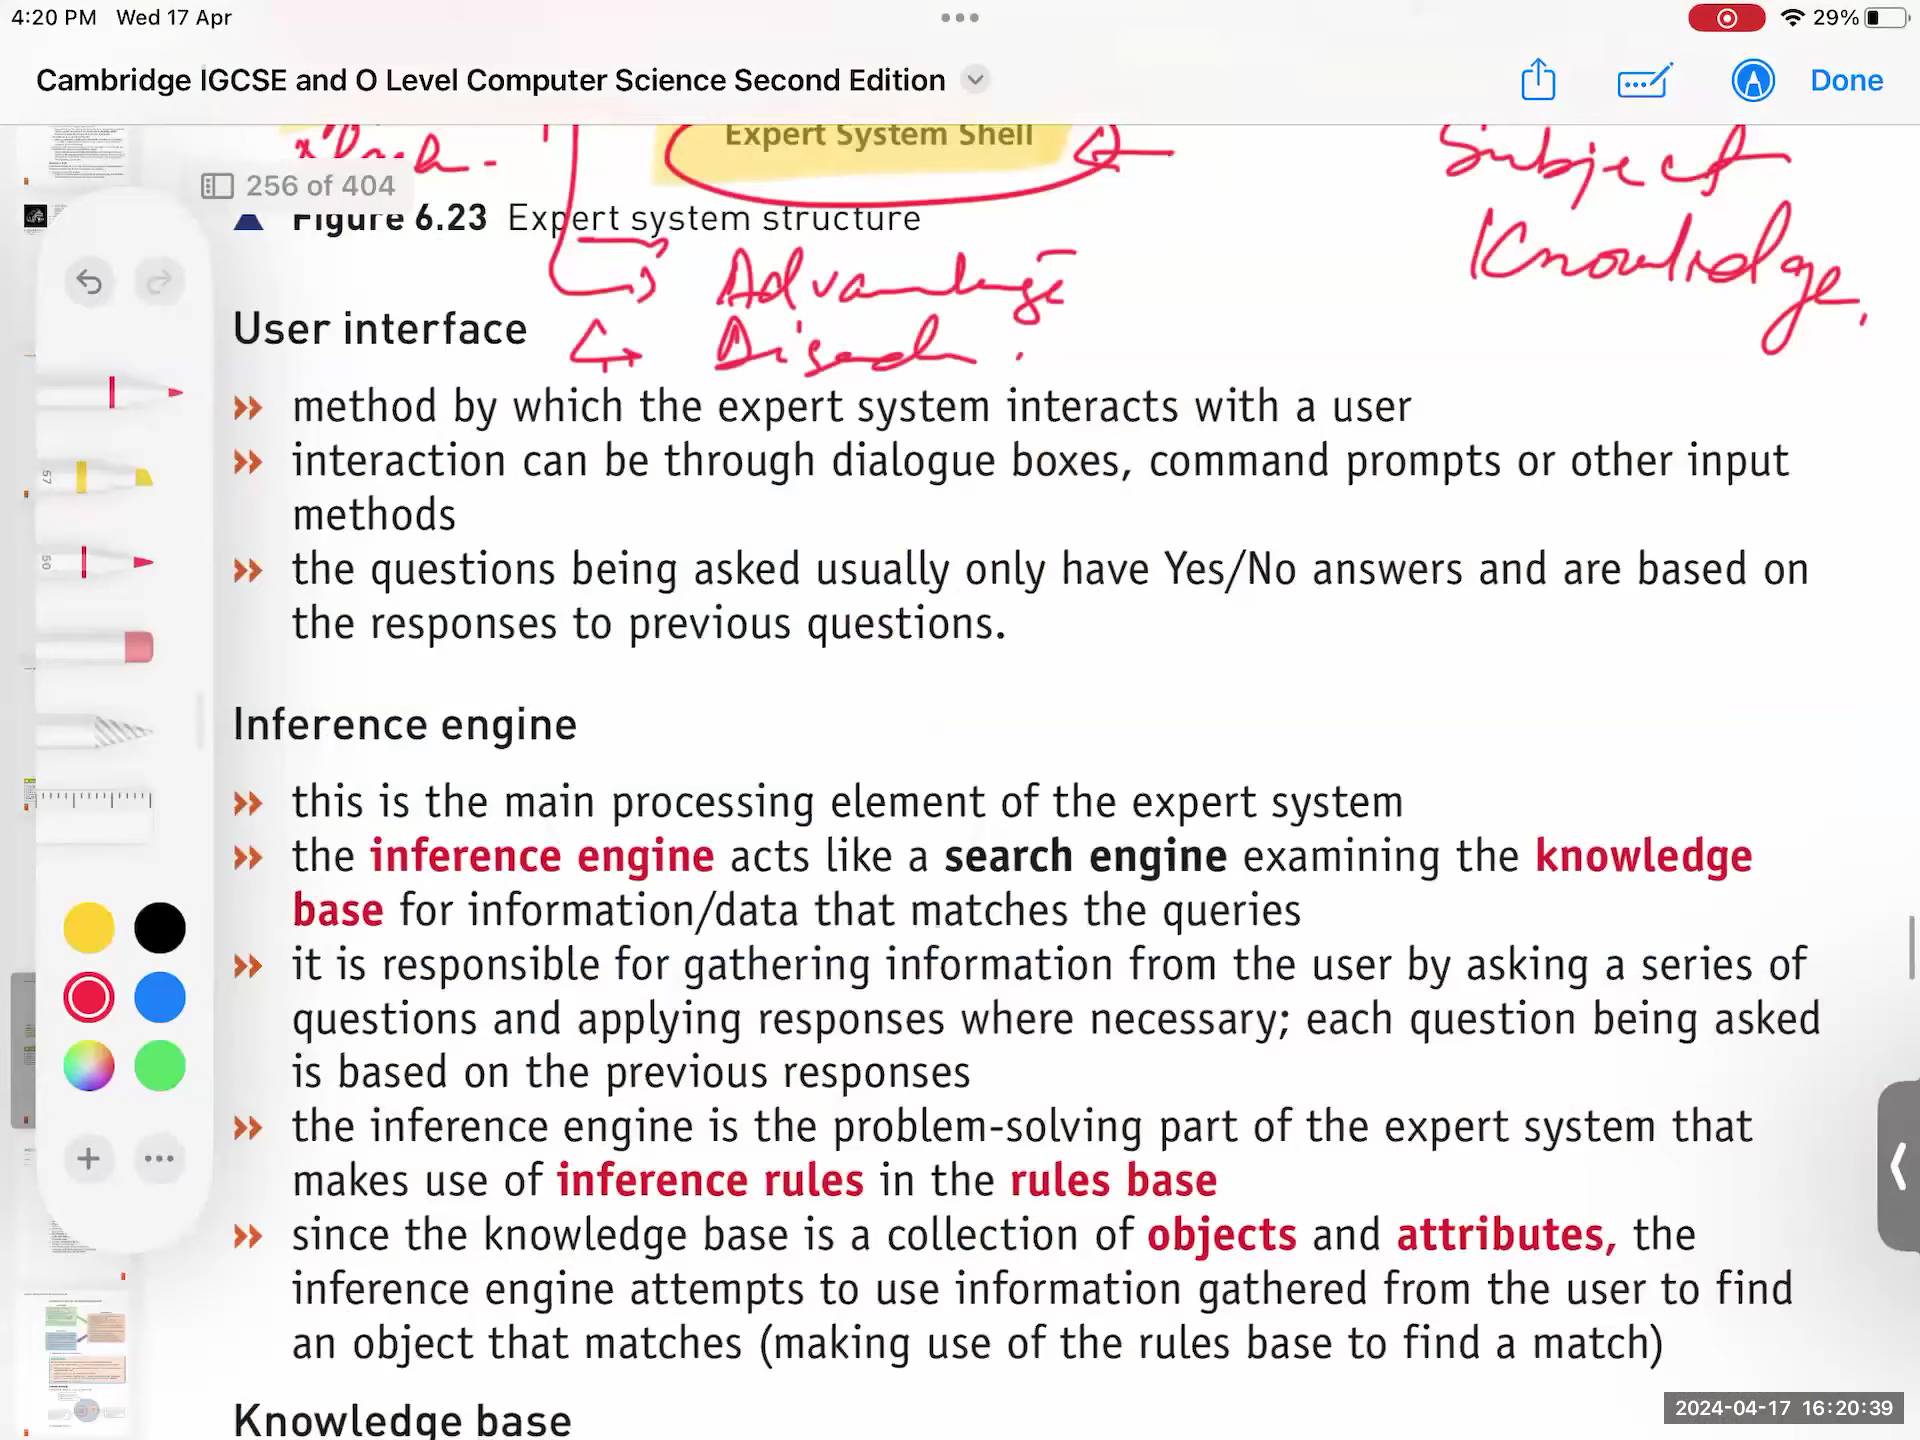 4:20 PM Wed 17 Apr
29%
Cambridge IGCSE and O Level Computer Science Second Edition
Done
Expert System Shell
Subject
Knowledge.
256 of 404
Figure 6.23 Expert system structure
Advantage
Disadv.
User interface
» method by which the expert system interacts with a user
» interaction can be through dialogue boxes, command prompts or other input
methods
» the questions being asked usually only have Yes/No answers and are based on
the responses to previous questions.
Inference engine
» this is the main processing element of the expert system
» the inference engine acts like a search engine examining the knowledge
base for information/data that matches the queries
» it is responsible for gathering information from the user by asking a series of
questions and applying responses where necessary; each question being asked
is based on the previous responses
» the inference engine is the problem-solving part of the expert system that
makes use of inference rules in the rules base
» since the knowledge base is a collection of objects and attributes, the
inference engine attempts to use information gathered from the user to find
an object that matches (making use of the rules base to find a match)
Knowledge base
57
50
2024-04-17 16:20:39